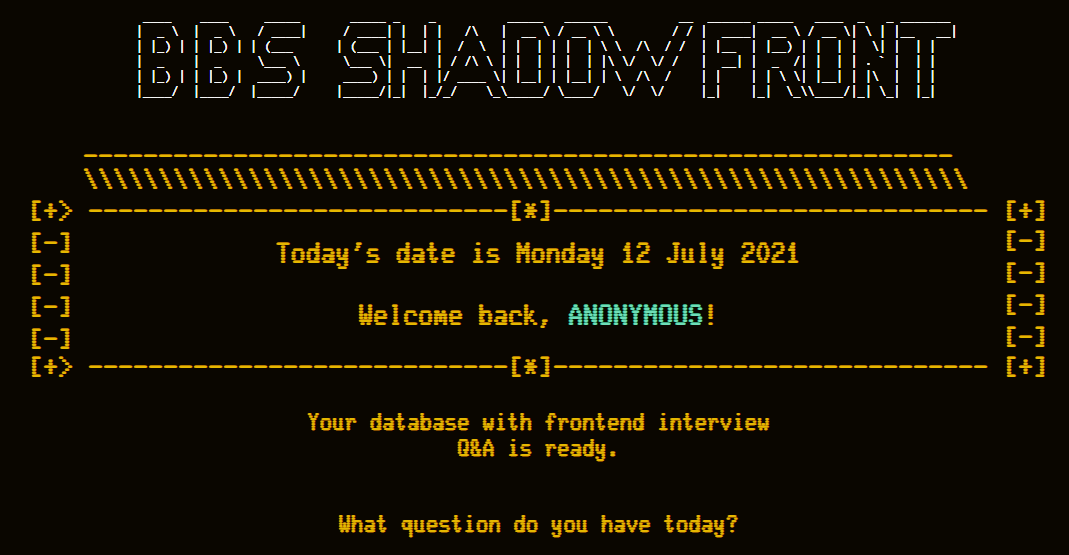 BBS SHADOWFRONT
[+> ----------------------------[*]----------------------------- [+]
[-] [-]
Today's date is Monday 12 July 2021
[-] [-]
[-] Welcome back, ANONYMOUS! [-]
[-] [-]
[+> ----------------------------[*]----------------------------- [+]
Your database with frontend interview
Q&A is ready.
What question do you have today?